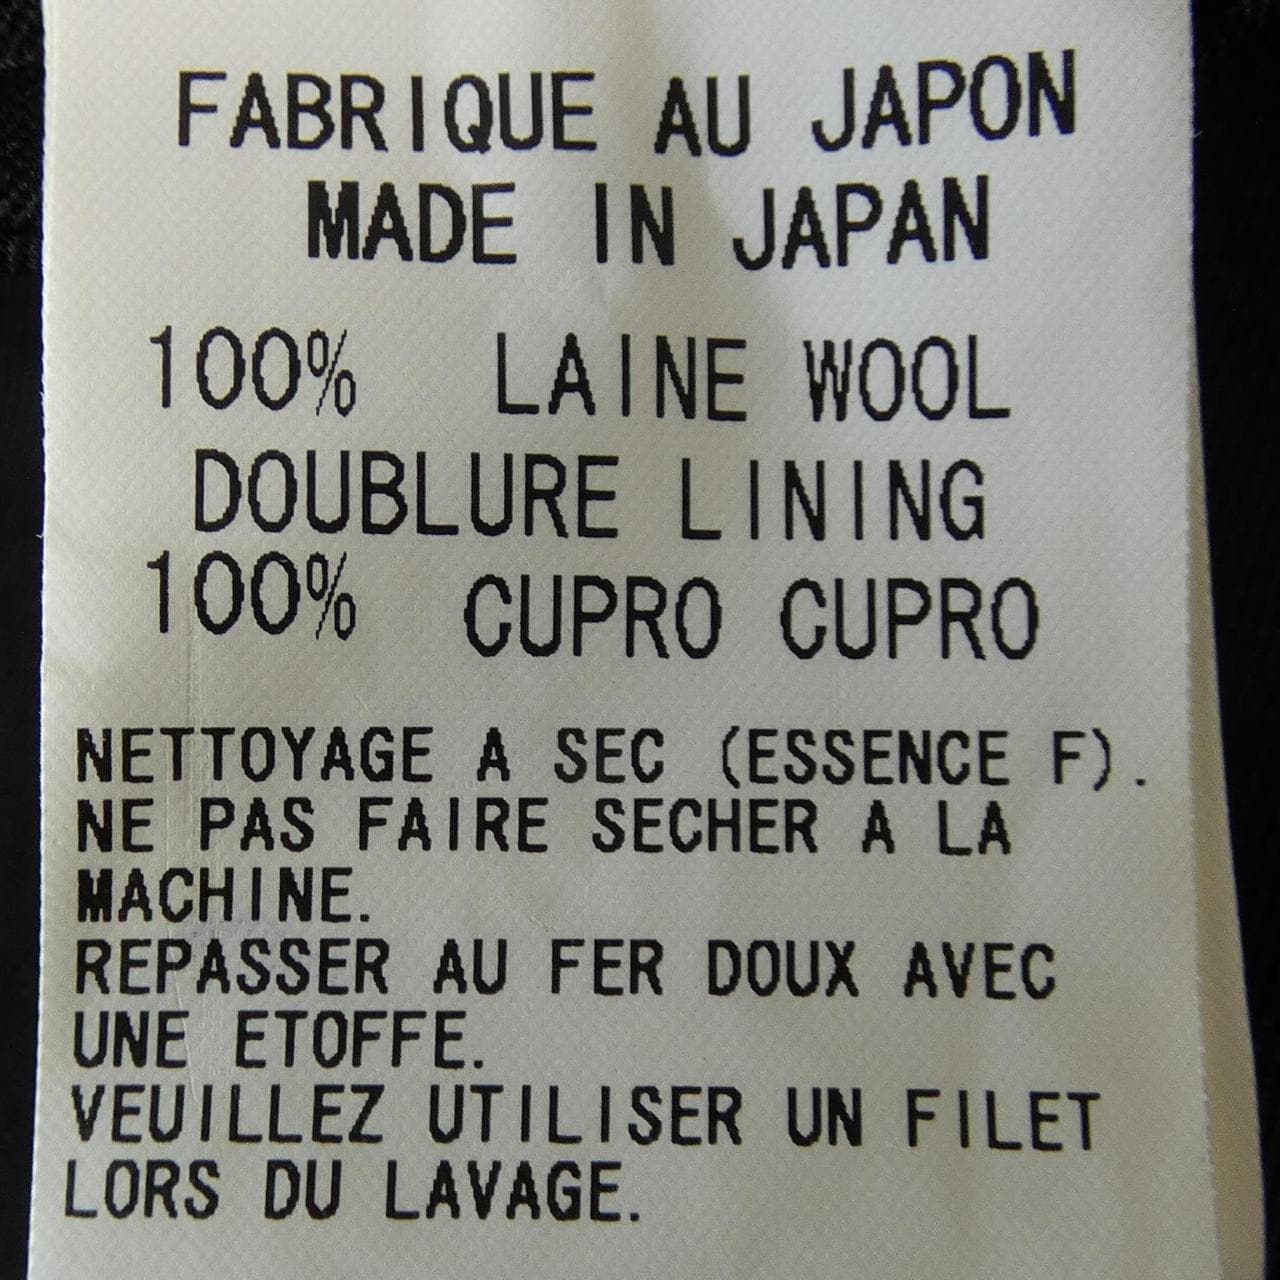 FABRIQUE AU JAPON
MADE IN JAPAN
100% LAINE WOOL
DOUBLURE LINING
100% CUPRO CUPRO
NETTOYAGE A SEC (ESSENCE F).
NE PAS FAIRE SECHER A LA
MACHINE.
REPASSER AU FER DOUX AVEC
UNE ETOFFE.
VEUILLEZ UTILISER UN FILET
LORS DU LAVAGE.